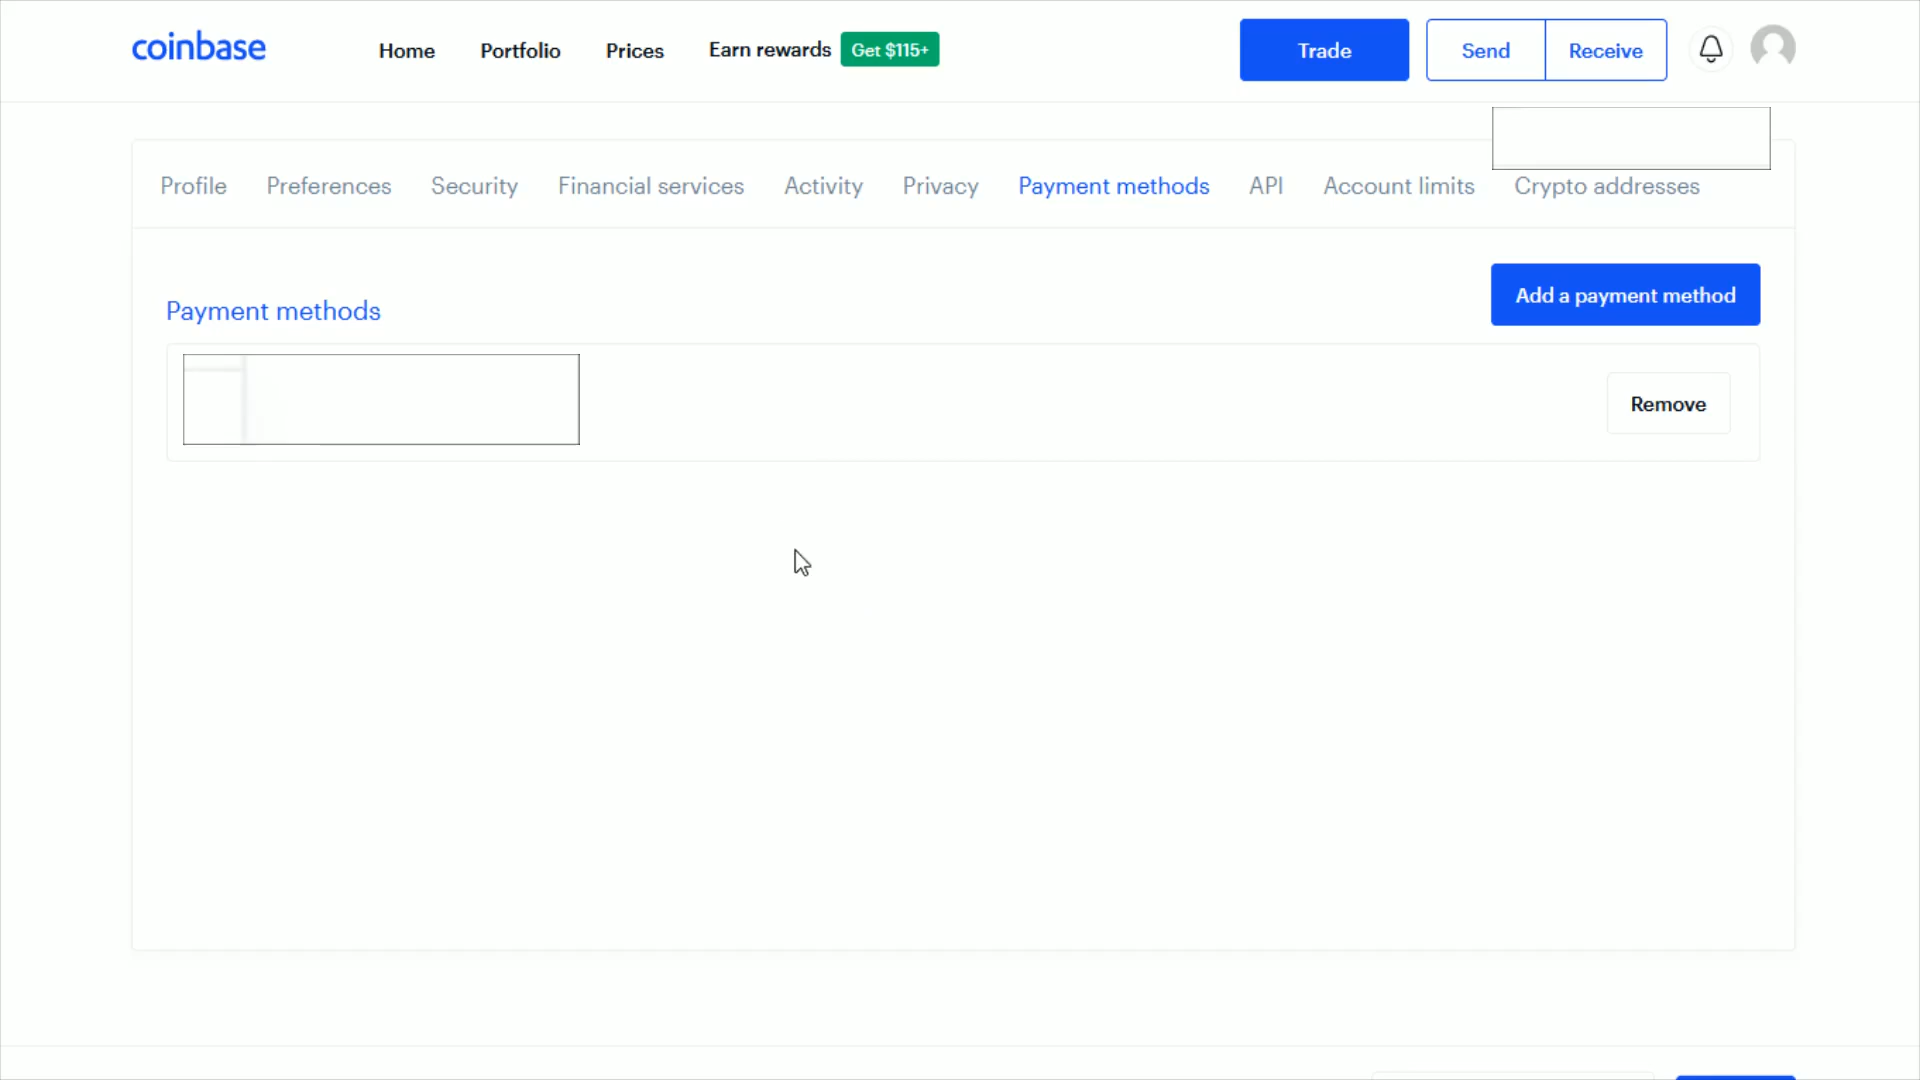 coinbase
Home Portfolio Prices Earn rewards Get $115+ Trade Send Receive
Profile Preferences Security Financial services Activity Privacy Payment methods API Account limits Crypto addresses
Payment methods Add a payment method
Remove